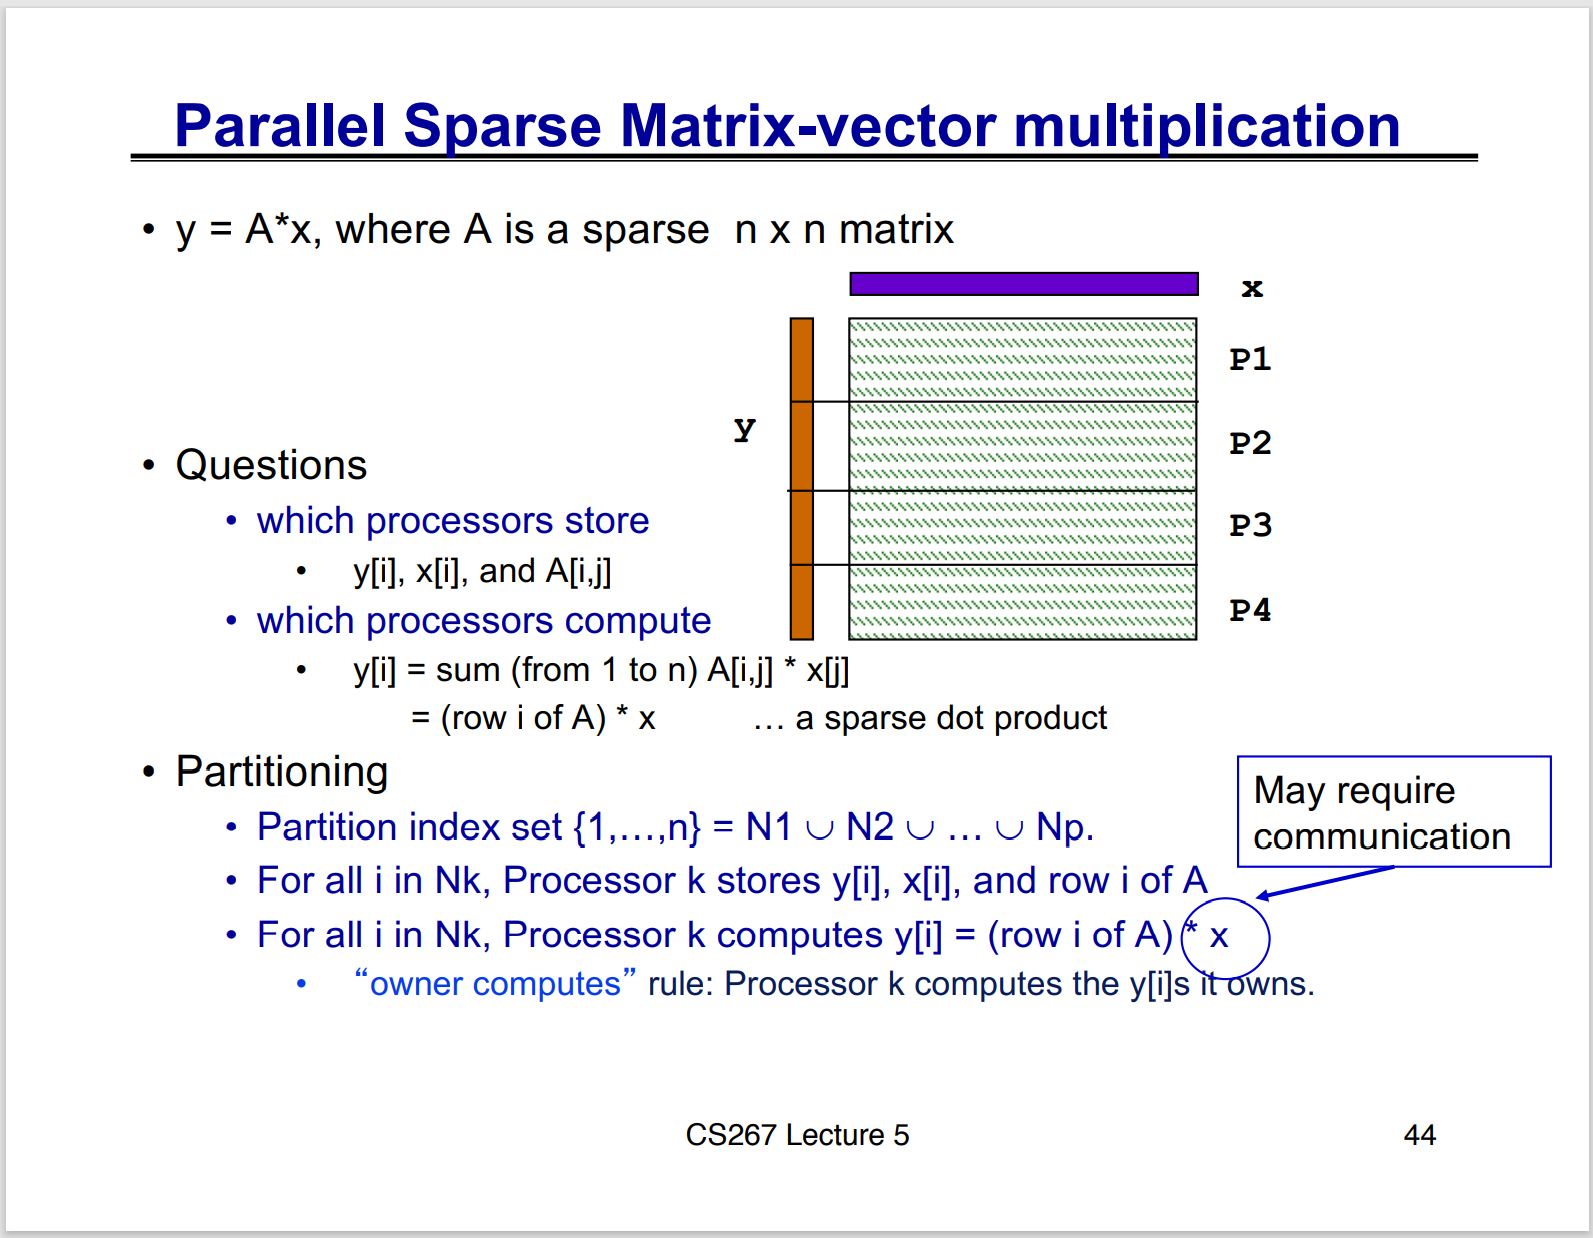 Parallel Sparse Matrix-vector multiplication
• y = A*x, where A is a sparse n x n matrix
x
P1
P2
P3
P4
y
• Questions
• which processors store
• y[i], x[i], and A[i,j]
• which processors compute
• y[i] = sum (from 1 to n) A[i,j] * x[j]
= (row i of A) * x … a sparse dot product
• Partitioning
• Partition index set {1,…,n} = N1 ∪ N2 ∪ … ∪ Np.
• For all i in Nk, Processor k stores y[i], x[i], and row i of A
• For all i in Nk, Processor k computes y[i] = (row i of A) * x
• “owner computes” rule: Processor k computes the y[i]s it owns.
May require
communication
CS267 Lecture 5
44